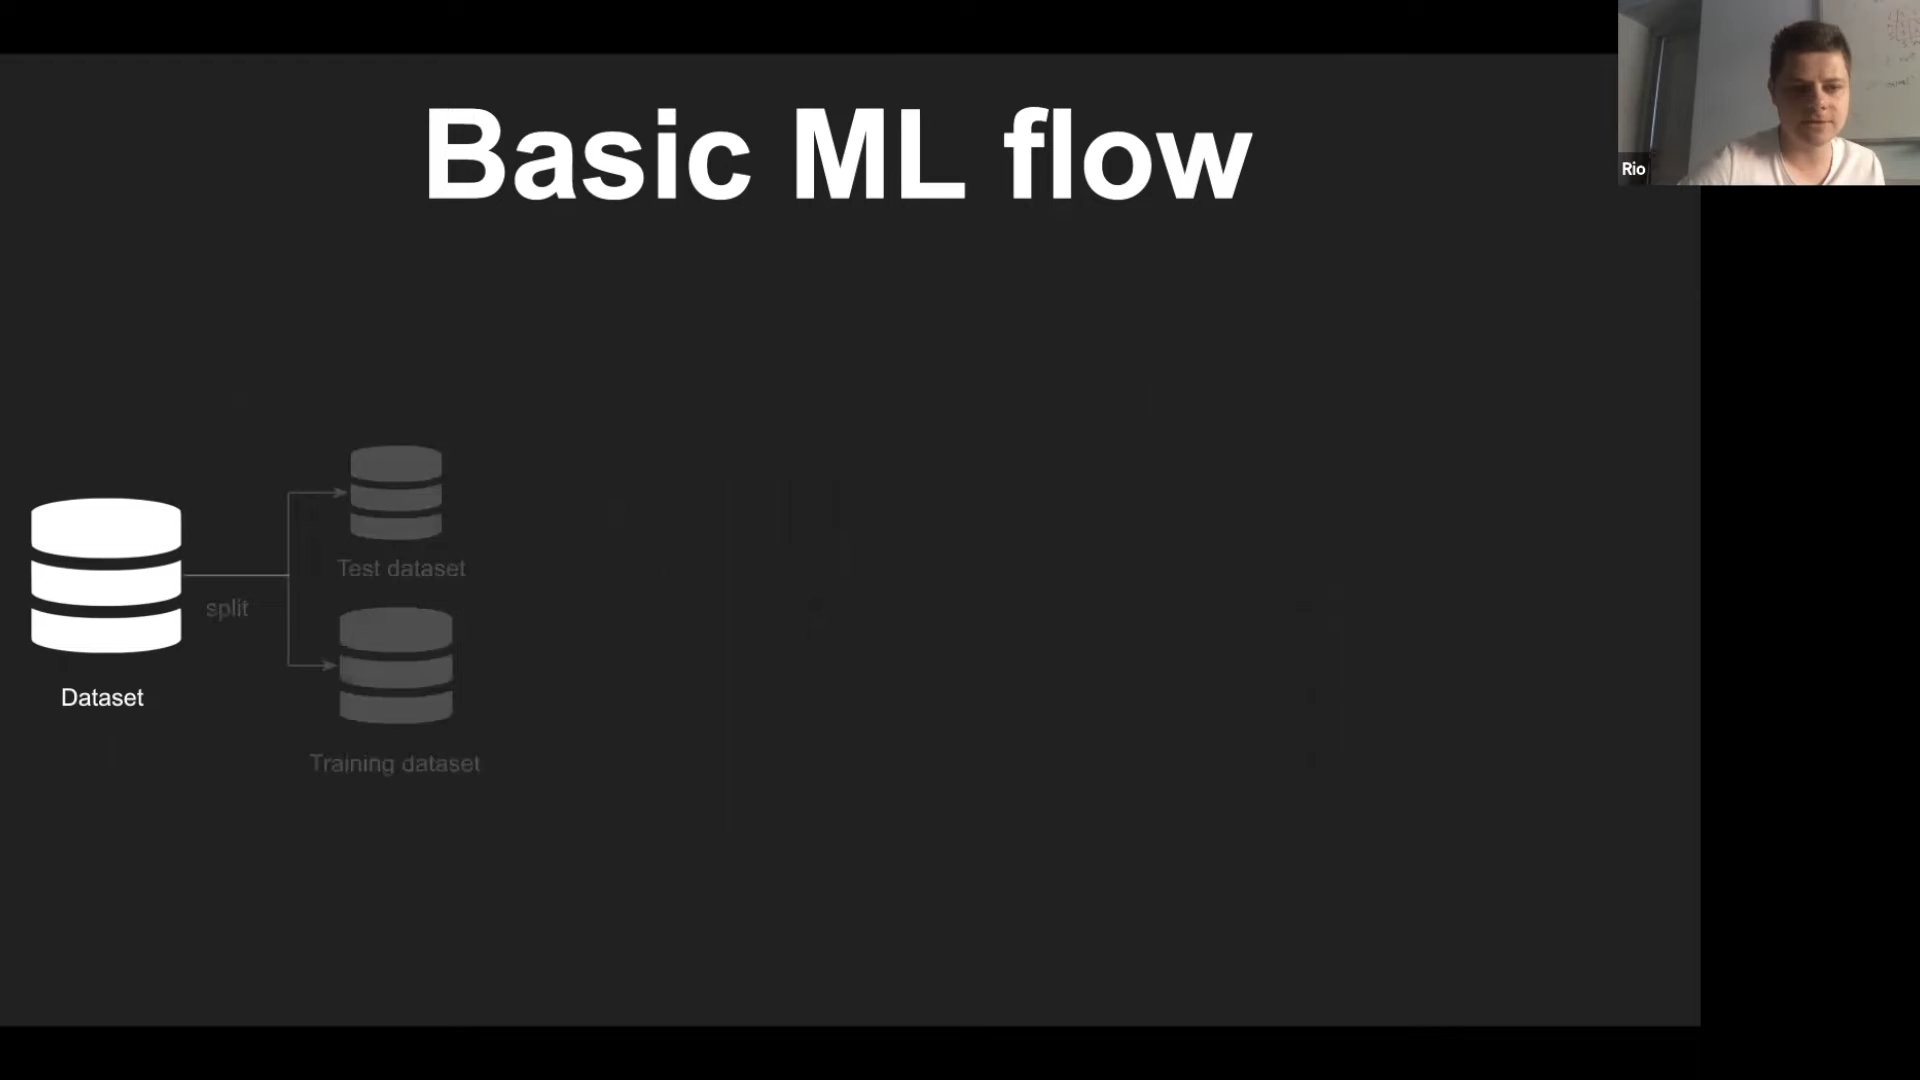 Basic ML flow
Rio
Test dataset
split
Dataset
Training dataset